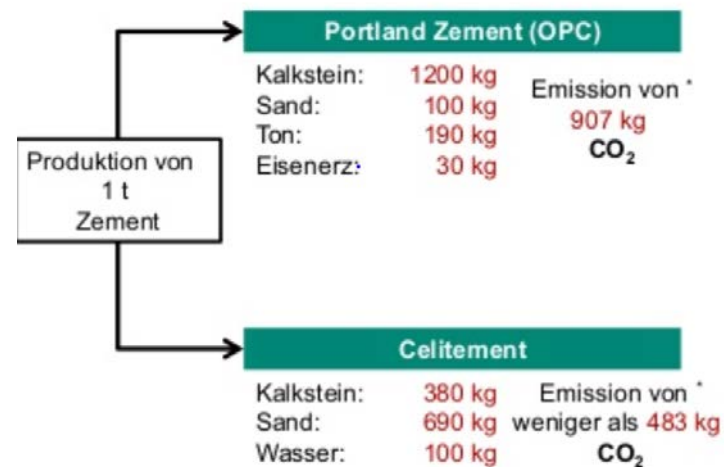 Portland Zement (OPC)
Kalkstein: 1200 kg
Sand: 100 kg
Ton: 190 kg
Eisenerz: 30 kg
Emission von *
907 kg
CO₂
Produktion von
1 t
Zement
Celitement
Kalkstein: 380 kg
Sand: 690 kg
Wasser: 100 kg
Emission von *
weniger als 483 kg
CO₂